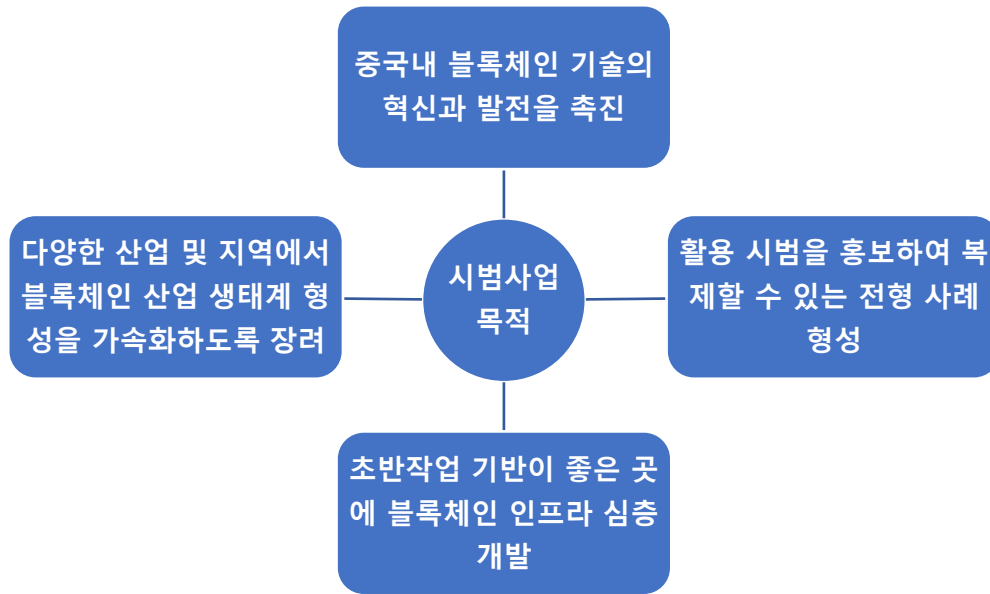 중국내 블록체인 기술의
혁신과 발전을 촉진
다양한 산업 및 지역에서
블록체인 산업 생태계 형
성을 가속화하도록 장려
시범사업
목적
활용 시범을 홍보하여 복
제할 수 있는 전형 사례
형성
초반작업 기반이 좋은 곳
에 블록체인 인프라 심층
개발